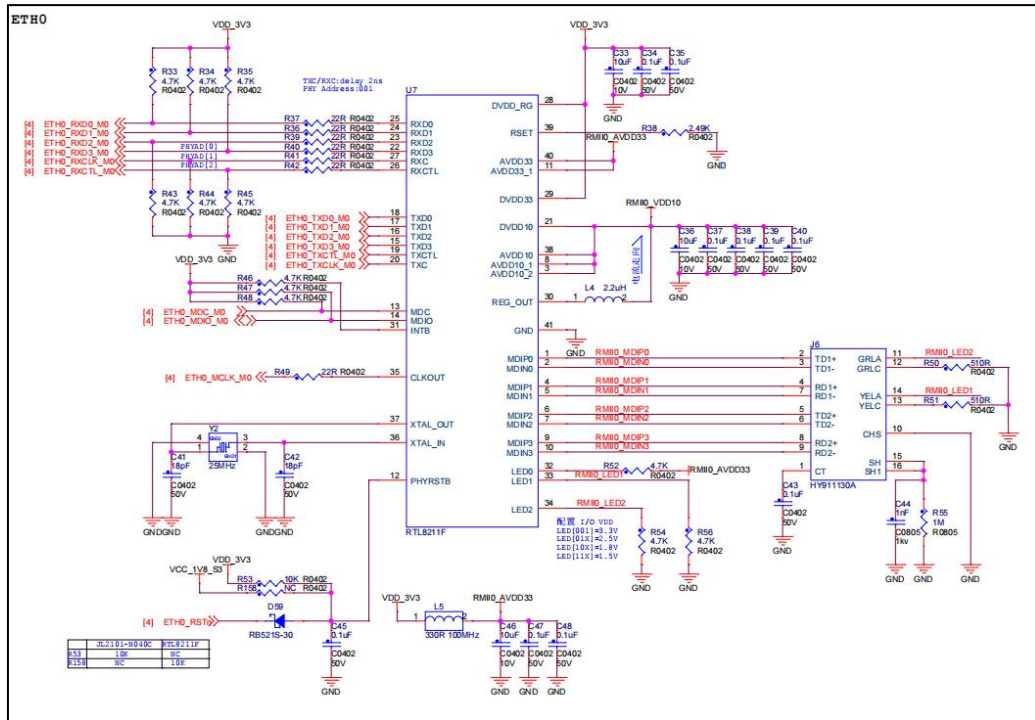 ETH0
VDD_3V3
R33
4.7K
R0402
R34
4.7K
R0402
R35
4.7K
R0402
TXC/RXC:delay 2ns
PHY Address:001
[4] ETH0_RXD0_M0
[4] ETH0_RXD1_M0
[4] ETH0_RXD2_M0
[4] ETH0_RXD3_M0
[4] ETH0_RXCLK_M0
[4] ETH0_RXCTL_M0
PHYAD[0]
PHYAD[1]
PHYAD[2]
R37 22R R0402
R36 22R R0402
R39 22R R0402
R40 22R R0402
R41 22R R0402
R42 22R R0402
R43
4.7K
R0402
R44
4.7K
R0402
R45
4.7K
R0402
GND
[4] ETH0_TXD0_M0
[4] ETH0_TXD1_M0
[4] ETH0_TXD2_M0
[4] ETH0_TXD3_M0
[4] ETH0_TXCTL_M0
[4] ETH0_TXCLK_M0
VDD_3V3
R46 4.7K R0402
R47 4.7K R0402
R48 4.7K R0402
[4] ETH0_MDC_M0
[4] ETH0_MDIO_M0
[4] ETH0_MCLK_M0
R49 22R R0402
Y2
4 3
1 2
25MHz
C41
18pF
C0402
50V
C42
18pF
C0402
50V
GND GND GND GND
U7
25 RXD0
24 RXD1
23 RXD2
22 RXD3
27 RXC
26 RXCTL
18 TXD0
17 TXD1
16 TXD2
15 TXD3
19 TXCTL
20 TXC
13 MDC
14 MDIO
31 INTB
35 CLKOUT
37 XTAL_OUT
36 XTAL_IN
12 PHYRSTB
DVDD_RG 28
RSET 39
AVDD33 40
AVDD33_1 11
DVDD33 29
DVDD10 21
AVDD10 38
AVDD10_1 8
AVDD10_2 3
REG_OUT 30
GND 41
MDIP0 1
MDIN0 2
MDIP1 4
MDIN1 5
MDIP2 6
MDIN2 7
MDIP3 9
MDIN3 10
LED0 32
LED1 33
LED2 34
RTL8211F
VDD_3V3
C33
10uF
C0402
10V
C34
0.1uF
C0402
50V
C35
0.1uF
C0402
50V
GND
R38 2.49K
R0402
GND
RMII0_AVDD33
RMII0_VDD10
电流走向
C36
10uF
C0402
10V
C37
0.1uF
C0402
50V
C38
0.1uF
C0402
50V
C39
0.1uF
C0402
50V
C40
0.1uF
C0402
50V
GND
L4 2.2uH
1 2
GND
RMII0_MDIP0
RMII0_MDIN0
RMII0_MDIP1
RMII0_MDIN1
RMII0_MDIP2
RMII0_MDIN2
RMII0_MDIP3
RMII0_MDIN3
R52 4.7K
R0402
RMII0_AVDD33
RMII0_LED1
RMII0_LED2
配置 I/O VDD
LED[001]=3.3V
LED[01X]=2.5V
LED[10X]=1.8V
LED[11X]=1.5V
R54
4.7K
R0402
R56
4.7K
R0402
GND GND
J6
2 TD1+
3 TD1-
4 RD1+
7 RD1-
5 TD2+
6 TD2-
8 RD2+
9 RD2-
1 CT
GRLA 11
GRLC 12
YELA 14
YELC 13
CHS 10
SH 15
SH1 16
HY911130A
RMII0_LED2
R50 510R
R0402
RMII0_LED1
R51 510R
R0402
GND
GND
C43
0.1uF
C0402
50V
GND
C44
1nF
C0805
1kv
R55
1M
R0805
GND GND
GND
VDD_3V3
VCC_1V8_S3
R53 10K R0402
R158 NC R0402
D59
RB521S-30
[4] ETH0_RSTn
C45
0.1uF
C0402
50V
GND
VDD_3V3
L5
1 2
330R 100MHz
RMII0_AVDD33
C46
10uF
C0402
10V
C47
0.1uF
C0402
50V
C48
0.1uF
C0402
50V
GND GND GND
JL2101-N040C RTL8211F
R53 10K NC
R158 NC 10K